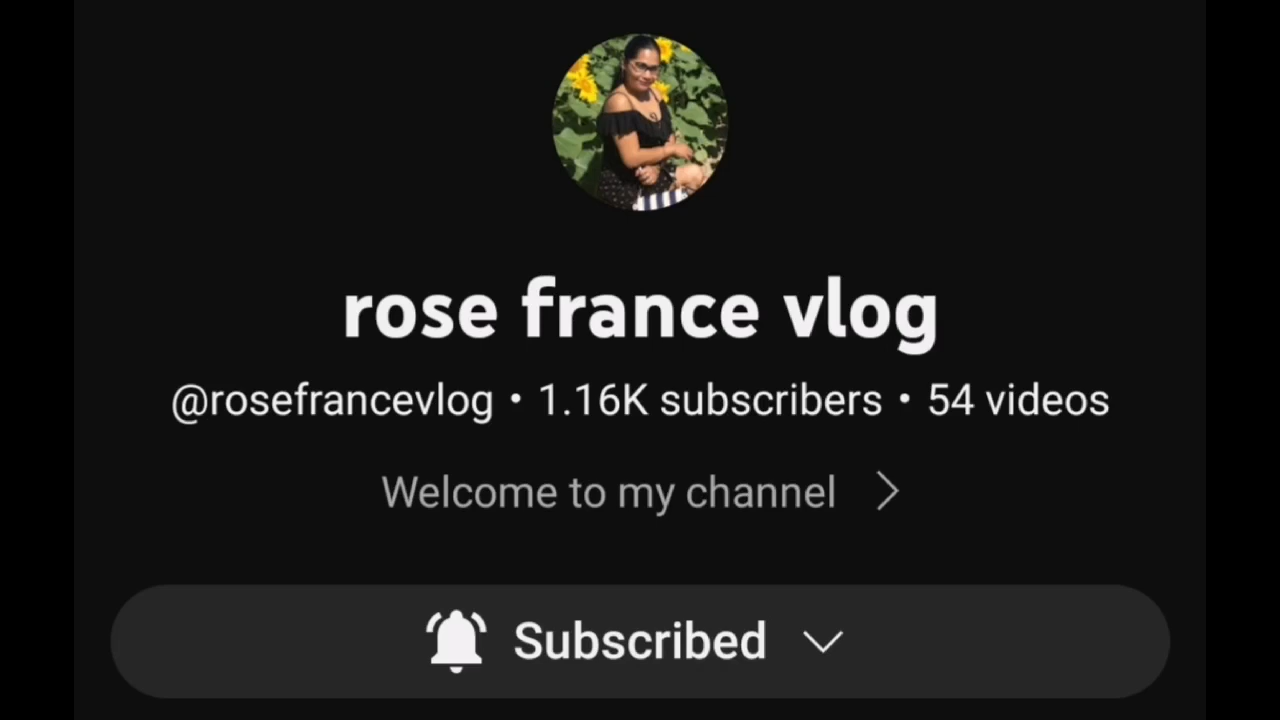 rose france vlog
@rosefrancevlog • 1.16K subscribers • 54 videos
Welcome to my channel
Subscribed